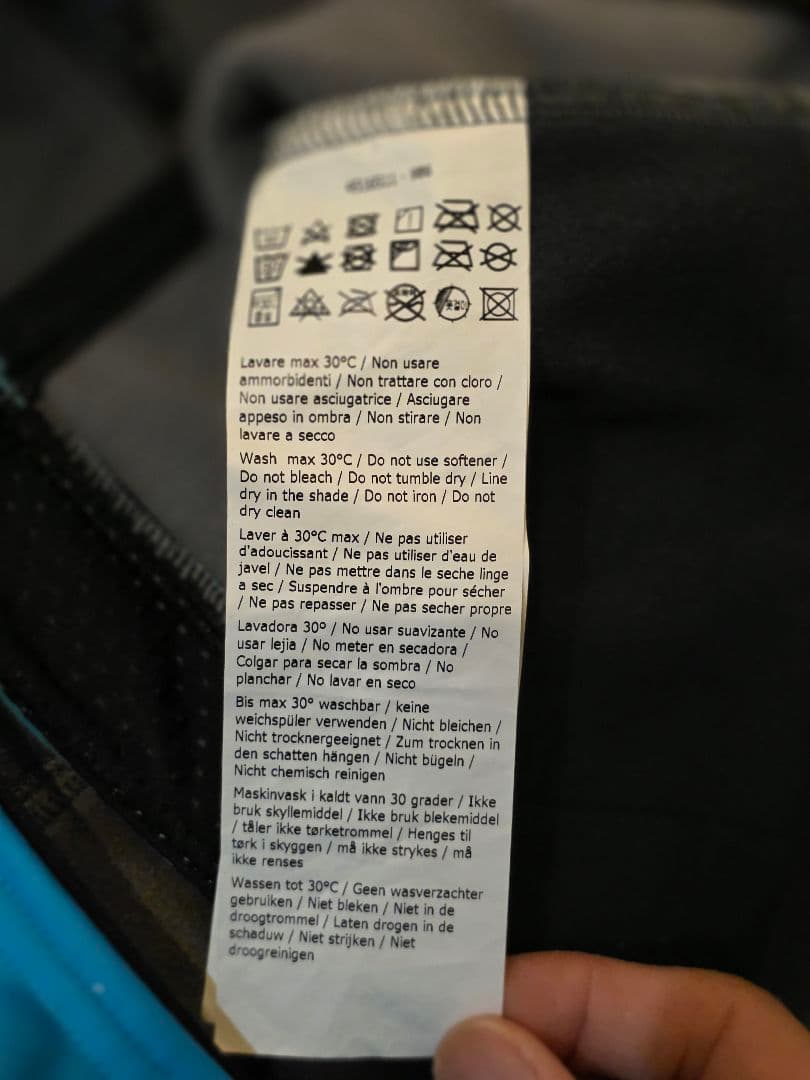 Lavare max 30°C / Non usare
ammorbidenti / Non trattare con cloro /
Non usare asciugatrice / Asciugare
appeso in ombra / Non stirare / Non
lavare a secco
Wash max 30°C / Do not use softener /
Do not bleach / Do not tumble dry / Line
dry in the shade / Do not iron / Do not
dry clean
Laver à 30°C max / Ne pas utiliser
d'adoucissant / Ne pas utiliser d'eau de
javel / Ne pas mettre dans le seche linge
a sec / Suspendre à l'ombre pour sécher
/ Ne pas repasser / Ne pas secher propre
Lavadora 30° / No usar suavizante / No
usar lejia / No meter en secadora /
Colgar para secar la sombra / No
planchar / No lavar en seco
Bis max 30° waschbar / keine
weichspüler verwenden / Nicht bleichen /
Nicht trocknergeeignet / Zum trocknen in
den schatten hängen / Nicht bügeln /
Nicht chemisch reinigen
Maskinvask i kaldt vann 30 grader / Ikke
bruk skyllemiddel / Ikke bruk blekemiddel
/ tåler ikke tørketrommel / Henges til
tørk i skyggen / må ikke strykes / må
ikke renses
Wassen tot 30°C / Geen wasverzachter
gebruiken / Niet bleken / Niet in de
droogtrommel / Laten drogen in de
schaduw / Niet strijken / Niet
droogreinigen